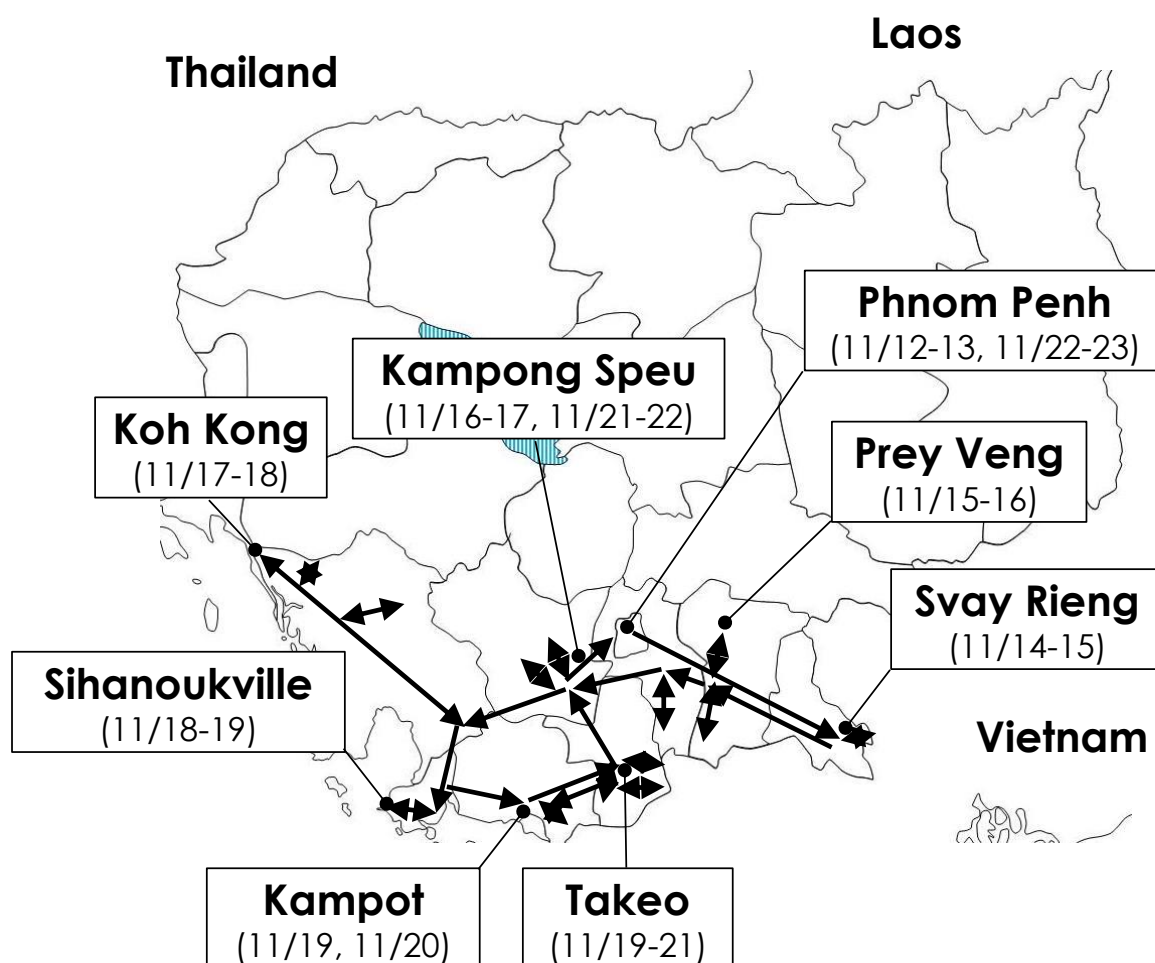 Laos
Thailand
Phnom Penh
(11/12-13, 11/22-23)
Kampong Speu
(11/16-17, 11/21-22)
Koh Kong
(11/17-18)
Prey Veng
(11/15-16)
Svay Rieng
(11/14-15)
Sihanoukville
(11/18-19)
Vietnam
Kampot
(11/19, 11/20)
Takeo
(11/19-21)